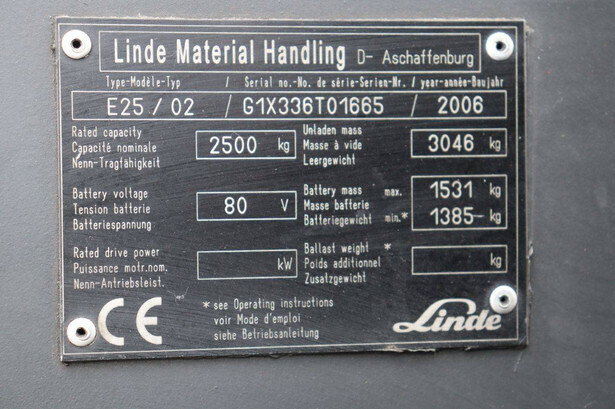 Linde Material Handling D- Aschaffenburg
Type-Modèle-Typ / Serial no.-No. de série-Serien-Nr. / year-année-Baujahr
E25 / 02 / G1X336T01665 / 2006
Rated capacity
Capacité nominale 2500 kg
Nenn-Tragfähigkeit
Unladen mass
Masse à vide 3046 kg
Leergewicht
Battery voltage
Tension batterie 80 V
Batteriespannung
Battery mass max. 1531 kg
Masse batterie
Batteriegewicht min.* 1385 kg
Rated drive power
Puissance motr.nom. kW
Nenn-Antriebsleist.
Ballast weight *
Poids additionnel kg
Zusatzgewicht
CE
* see Operating instructions
voir Mode d'emploi
siehe Betriebsanleitung
Linde